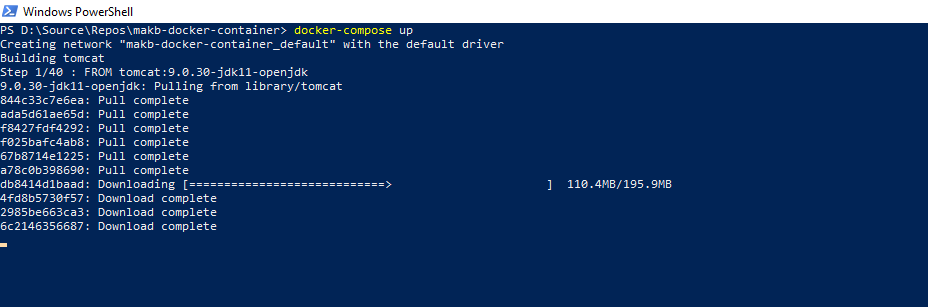 Windows PowerShell
PS D:\Source\Repos\makb-docker-container> docker-compose up
Creating network "makb-docker-container_default" with the default driver
Building tomcat
Step 1/40 : FROM tomcat:9.0.30-jdk11-openjdk
9.0.30-jdk11-openjdk: Pulling from library/tomcat
844c33c7e6ea: Pull complete
ada5d61ae65d: Pull complete
f8427fdf4292: Pull complete
f025bafc4ab8: Pull complete
67b8714e1225: Pull complete
a78c0b398690: Pull complete
db8414d1baad: Downloading [============================>                      ]  110.4MB/195.9MB
4fd8b5730f57: Download complete
2985be663ca3: Download complete
6c2146356687: Download complete